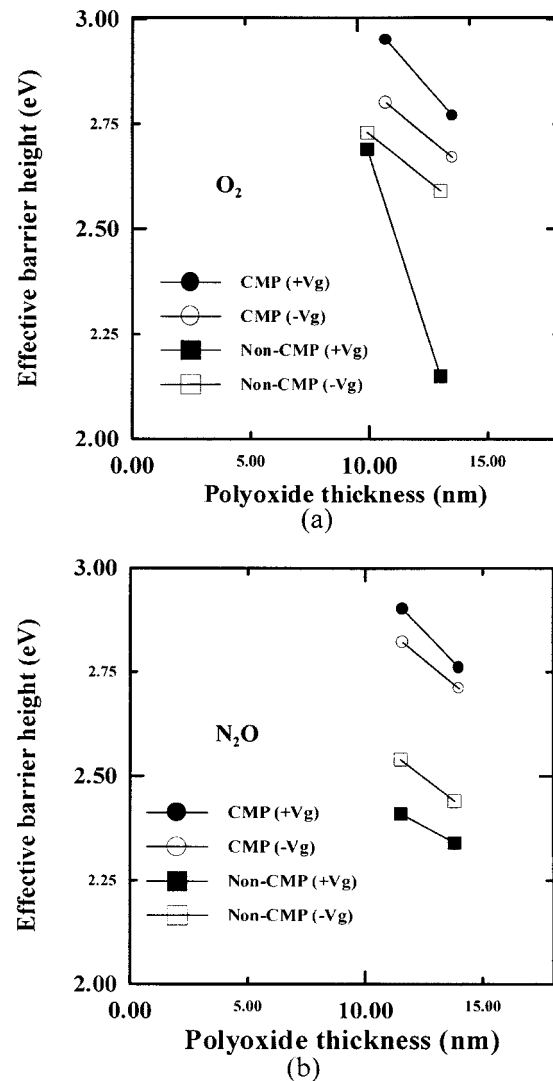 3.00
2.75
2.50
2.25
2.00
Effective barrier height (eV)
O₂
CMP (+Vg)
CMP (-Vg)
Non-CMP (+Vg)
Non-CMP (-Vg)
0.00 5.00 10.00 15.00
Polyoxide thickness (nm)
(a)
3.00
2.75
2.50
2.25
2.00
Effective barrier height (eV)
N₂O
CMP (+Vg)
CMP (-Vg)
Non-CMP (+Vg)
Non-CMP (-Vg)
0.00 5.00 10.00 15.00
Polyoxide thickness (nm)
(b)